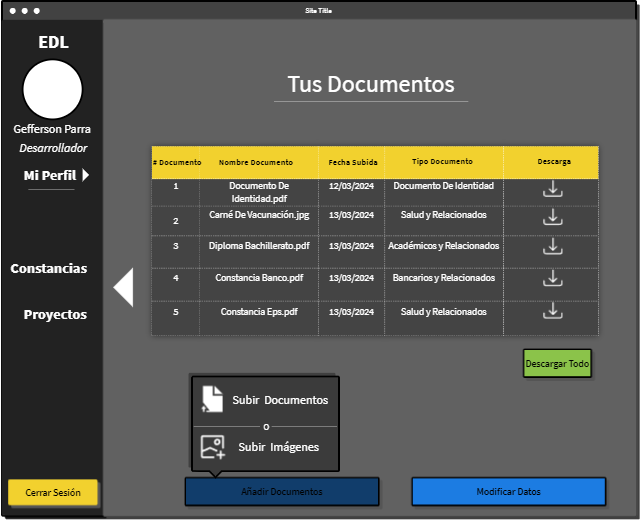 Site Title
EDL
Gefferson Parra
Desarrollador
Mi Perfil
Constancias
Proyectos
Cerrar Sesión
Tus Documentos
# Documento Nombre Documento Fecha Subida Tipo Documento Descarga
1 Documento De Identidad.pdf 12/03/2024 Documento De Identidad
2 Carné De Vacunación.jpg 13/03/2024 Salud y Relacionados
3 Diploma Bachillerato.pdf 13/03/2024 Académicos y Relacionados
4 Constancia Banco.pdf 13/03/2024 Bancarios y Relacionados
5 Constancia Eps.pdf 13/03/2024 Salud y Relacionados
Descargar Todo
Subir Documentos
o
Subir Imágenes
Añadir Documentos
Modificar Datos